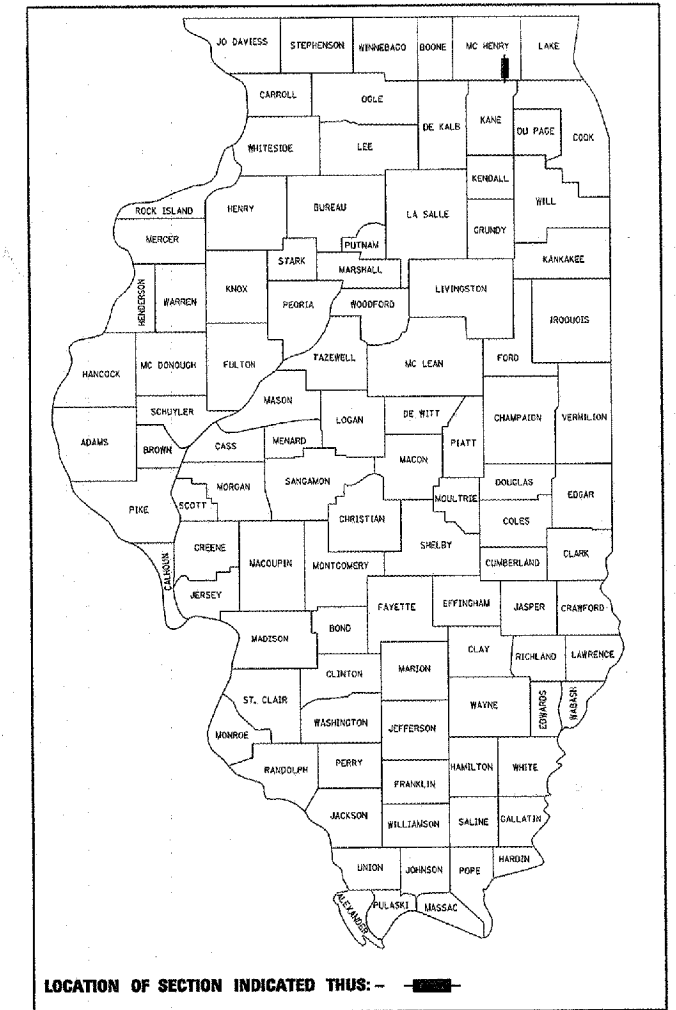 JO DAVIESS STEPHENSON WINNEBAGO BOONE MC HENRY LAKE
CARROLL OGLE DE KALB KANE DU PAGE COOK
WHITESIDE LEE
KENDALL WILL
ROCK ISLAND HENRY BUREAU LA SALLE GRUNDY
MERCER PUTNAM KANKAKEE
STARK MARSHALL
HENDERSON WARREN KNOX PEORIA WOODFORD LIVINGSTON IROQUOIS
HANCOCK MC DONOUGH FULTON TAZEWELL MC LEAN FORD
MASON
SCHUYLER LOGAN DE WITT CHAMPAION VERMILION
ADAMS BROWN CASS MENARD PIATT
MACON
MORGAN SANGAMON DOUGLAS EDGAR
PIKE SCOTT CHRISTIAN MOULTRIE COLES
GREENE SHELBY CLARK
CALHOUN MACOUPIN MONTGOMERY CUMBERLAND
JERSEY FAYETTE EFFINGHAM JASPER CRAWFORD
MADISON BOND
CLAY RICHLAND LAWRENCE
CLINTON MARION
ST. CLAIR WAYNE EDWARDS WABASH
WASHINGTON JEFFERSON
MONROE
RANDOLPH PERRY HAMILTON WHITE
FRANKLIN
JACKSON WILLIAMSON SALINE GALLATIN
UNION JOHNSON POPE HARDIN
ALEXANDER PULASKI MASSAC
LOCATION OF SECTION INDICATED THUS: -